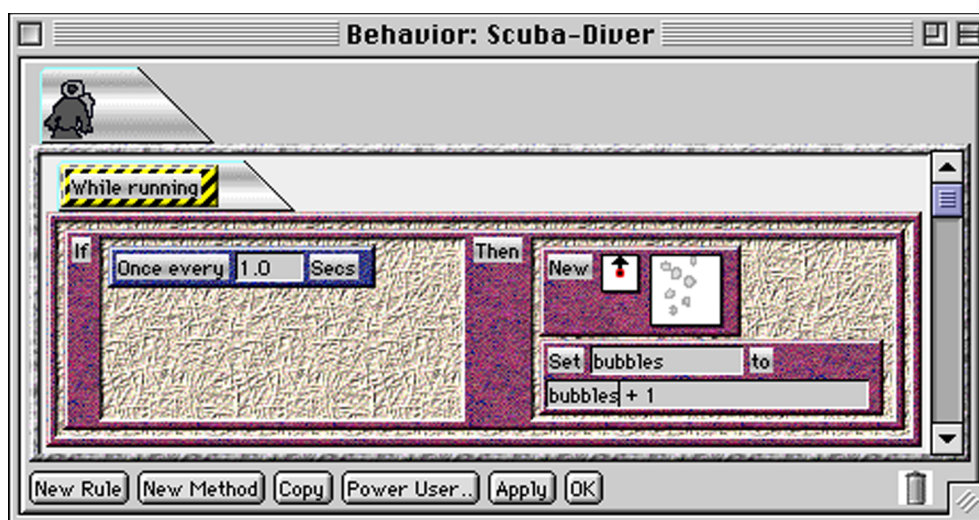 Behavior: Scuba-Diver
While running
If
Once every 1.0 Secs
Then
New
Set bubbles to
bubbles + 1
New Rule New Method Copy Power User.. Apply OK